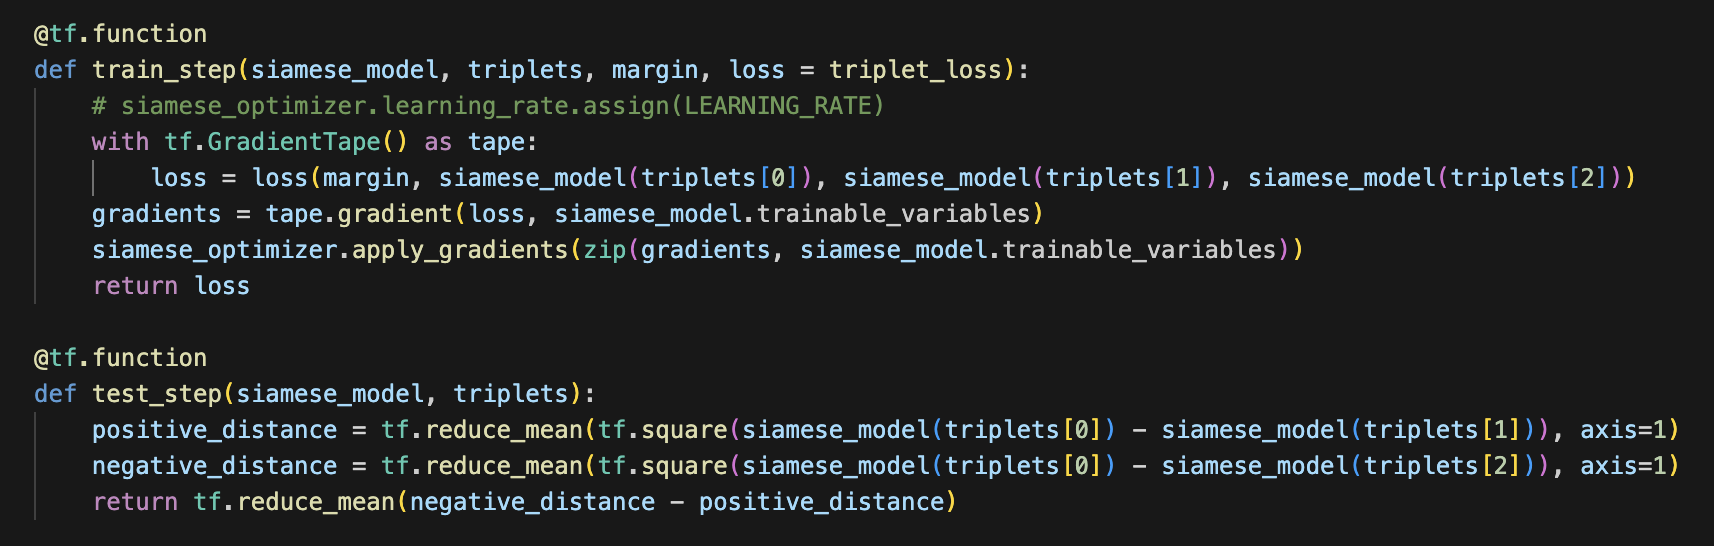 @tf.function
def train_step(siamese_model, triplets, margin, loss = triplet_loss):
    # siamese_optimizer.learning_rate.assign(LEARNING_RATE)
    with tf.GradientTape() as tape:
        loss = loss(margin, siamese_model(triplets[0]), siamese_model(triplets[1]), siamese_model(triplets[2]))
    gradients = tape.gradient(loss, siamese_model.trainable_variables)
    siamese_optimizer.apply_gradients(zip(gradients, siamese_model.trainable_variables))
    return loss

@tf.function
def test_step(siamese_model, triplets):
    positive_distance = tf.reduce_mean(tf.square(siamese_model(triplets[0]) - siamese_model(triplets[1])), axis=1)
    negative_distance = tf.reduce_mean(tf.square(siamese_model(triplets[0]) - siamese_model(triplets[2])), axis=1)
    return tf.reduce_mean(negative_distance - positive_distance)